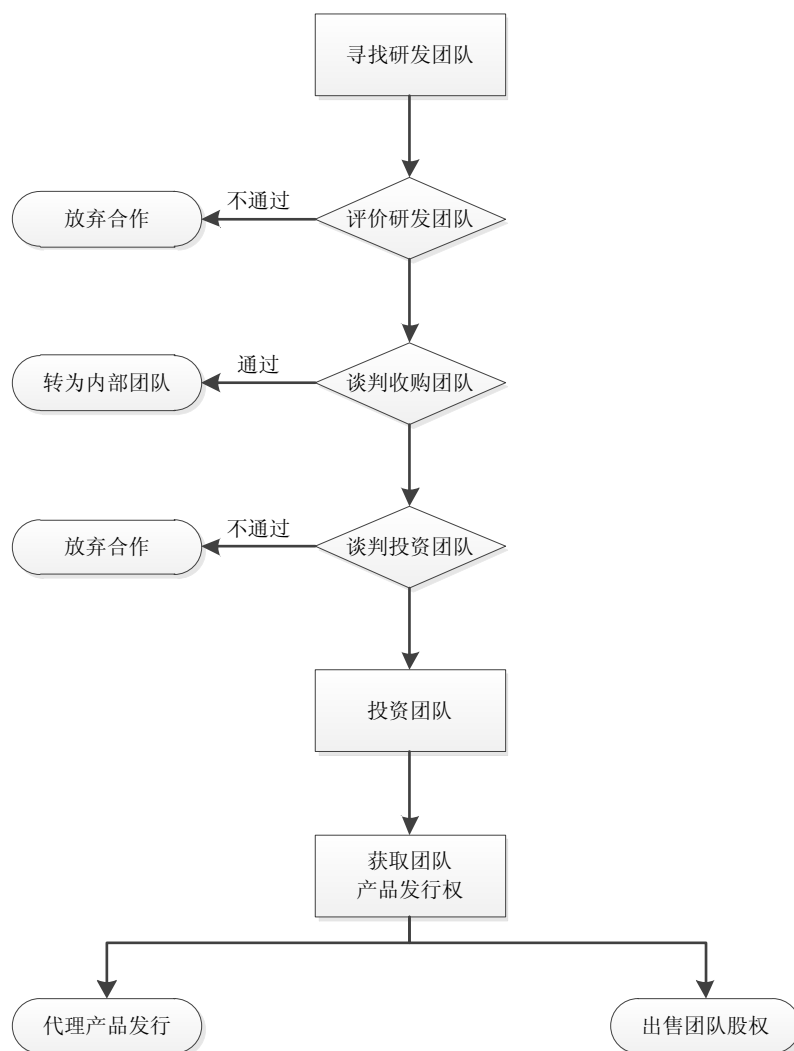 寻找研发团队
不通过
放弃合作
评价研发团队
通过
转为内部团队
谈判收购团队
不通过
放弃合作
谈判投资团队
投资团队
获取团队
产品发行权
代理产品发行
出售团队股权